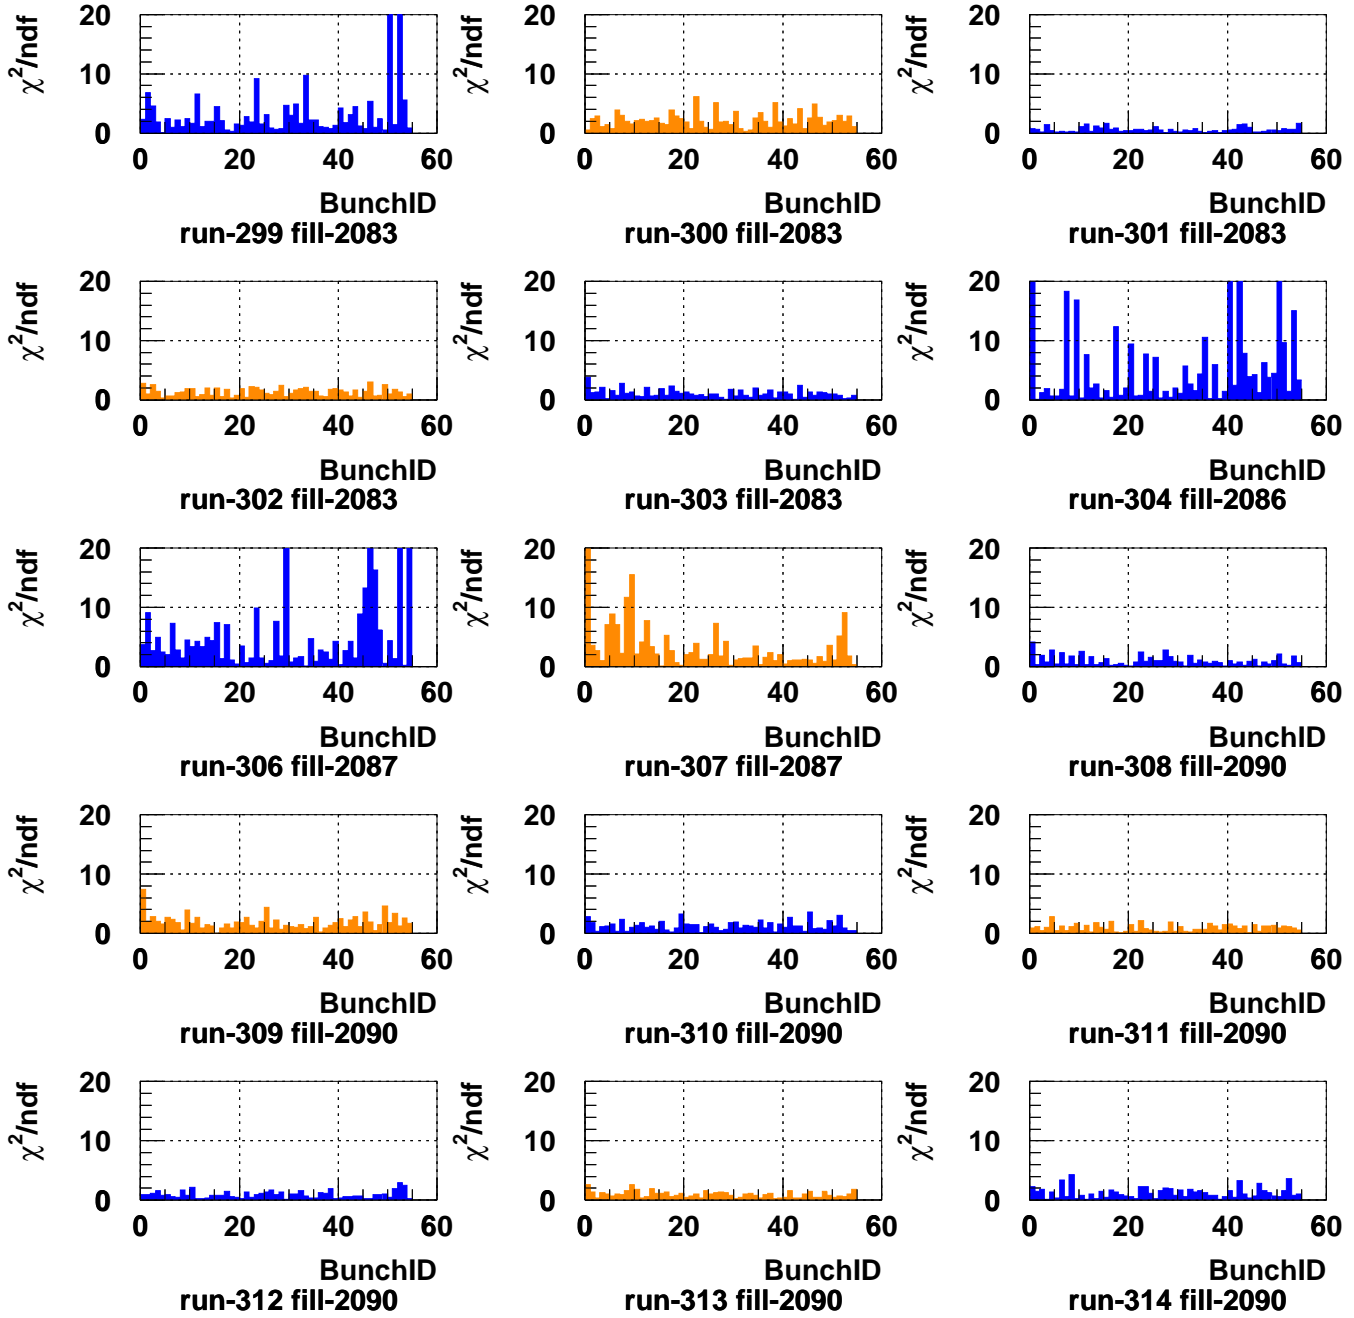 20 20 20
χ²/ndf χ²/ndf χ²/ndf
10 10 10
0 0 0
0 20 40 60 0 20 40 60 0 20 40 60
BunchID BunchID BunchID
run-299 fill-2083 run-300 fill-2083 run-301 fill-2083
20 20 20
χ²/ndf χ²/ndf χ²/ndf
10 10 10
0 0 0
0 20 40 60 0 20 40 60 0 20 40 60
BunchID BunchID BunchID
run-302 fill-2083 run-303 fill-2083 run-304 fill-2086
20 20 20
χ²/ndf χ²/ndf χ²/ndf
10 10 10
0 0 0
0 20 40 60 0 20 40 60 0 20 40 60
BunchID BunchID BunchID
run-306 fill-2087 run-307 fill-2087 run-308 fill-2090
20 20 20
χ²/ndf χ²/ndf χ²/ndf
10 10 10
0 0 0
0 20 40 60 0 20 40 60 0 20 40 60
BunchID BunchID BunchID
run-309 fill-2090 run-310 fill-2090 run-311 fill-2090
20 20 20
χ²/ndf χ²/ndf χ²/ndf
10 10 10
0 0 0
0 20 40 60 0 20 40 60 0 20 40 60
BunchID BunchID BunchID
run-312 fill-2090 run-313 fill-2090 run-314 fill-2090